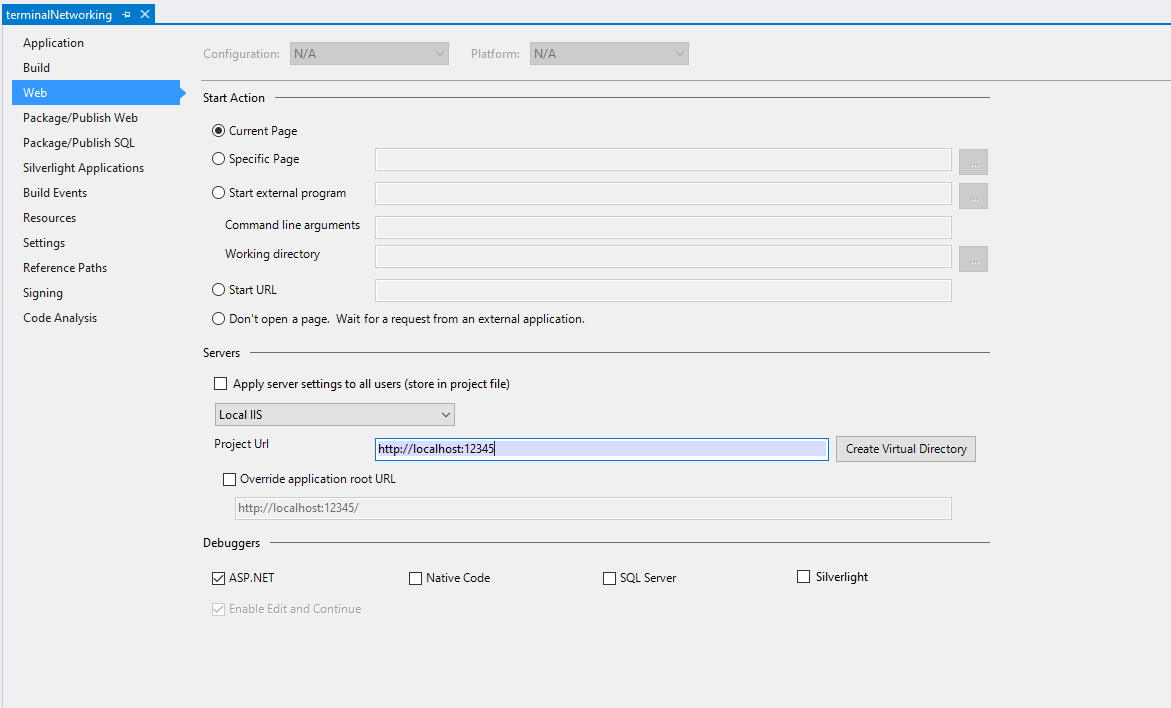 terminalNetworking
Application
Build
Web
Package/Publish Web
Package/Publish SQL
Silverlight Applications
Build Events
Resources
Settings
Reference Paths
Signing
Code Analysis
Configuration: N/A Platform: N/A
Start Action
Current Page
Specific Page ...
Start external program ...
Command line arguments
Working directory ...
Start URL
Don't open a page. Wait for a request from an external application.
Servers
Apply server settings to all users (store in project file)
Local IIS
Project Url http://localhost:12345 Create Virtual Directory
Override application root URL
http://localhost:12345/
Debuggers
ASP.NET Native Code SQL Server Silverlight
Enable Edit and Continue